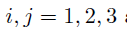 i, j = 1, 2, 3